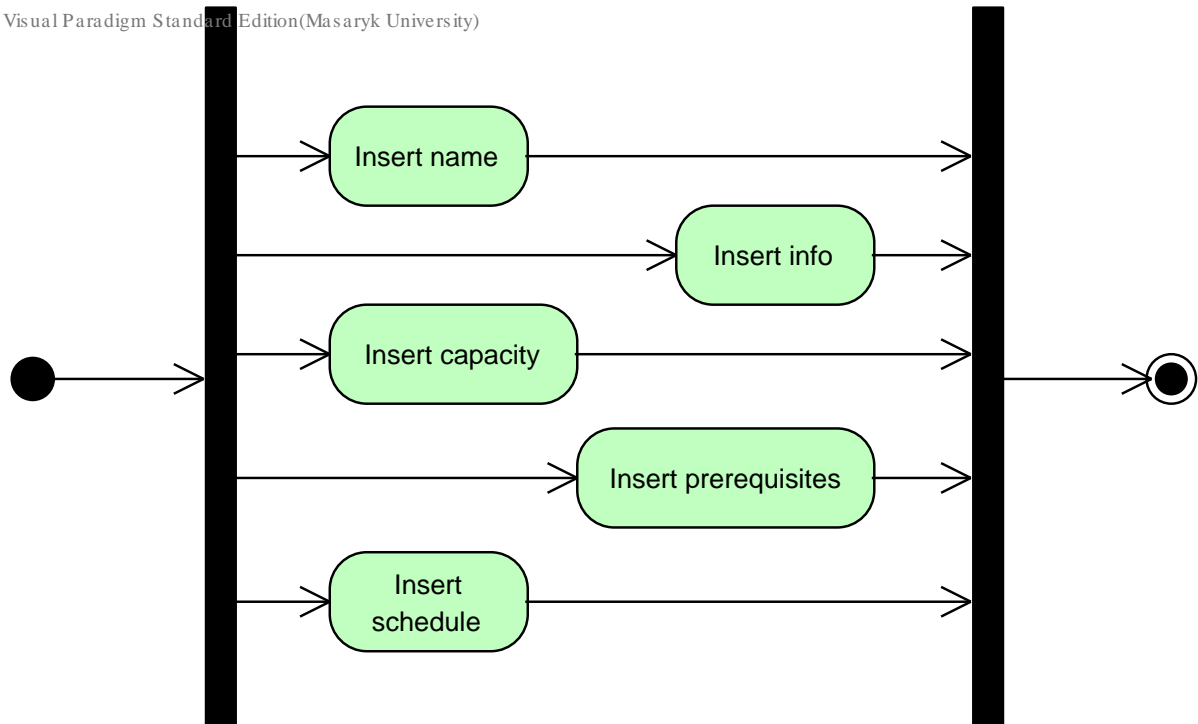 Visual Paradigm Standard Edition(Masaryk University)
Insert name
Insert info
Insert capacity
Insert prerequisites
Insert
schedule